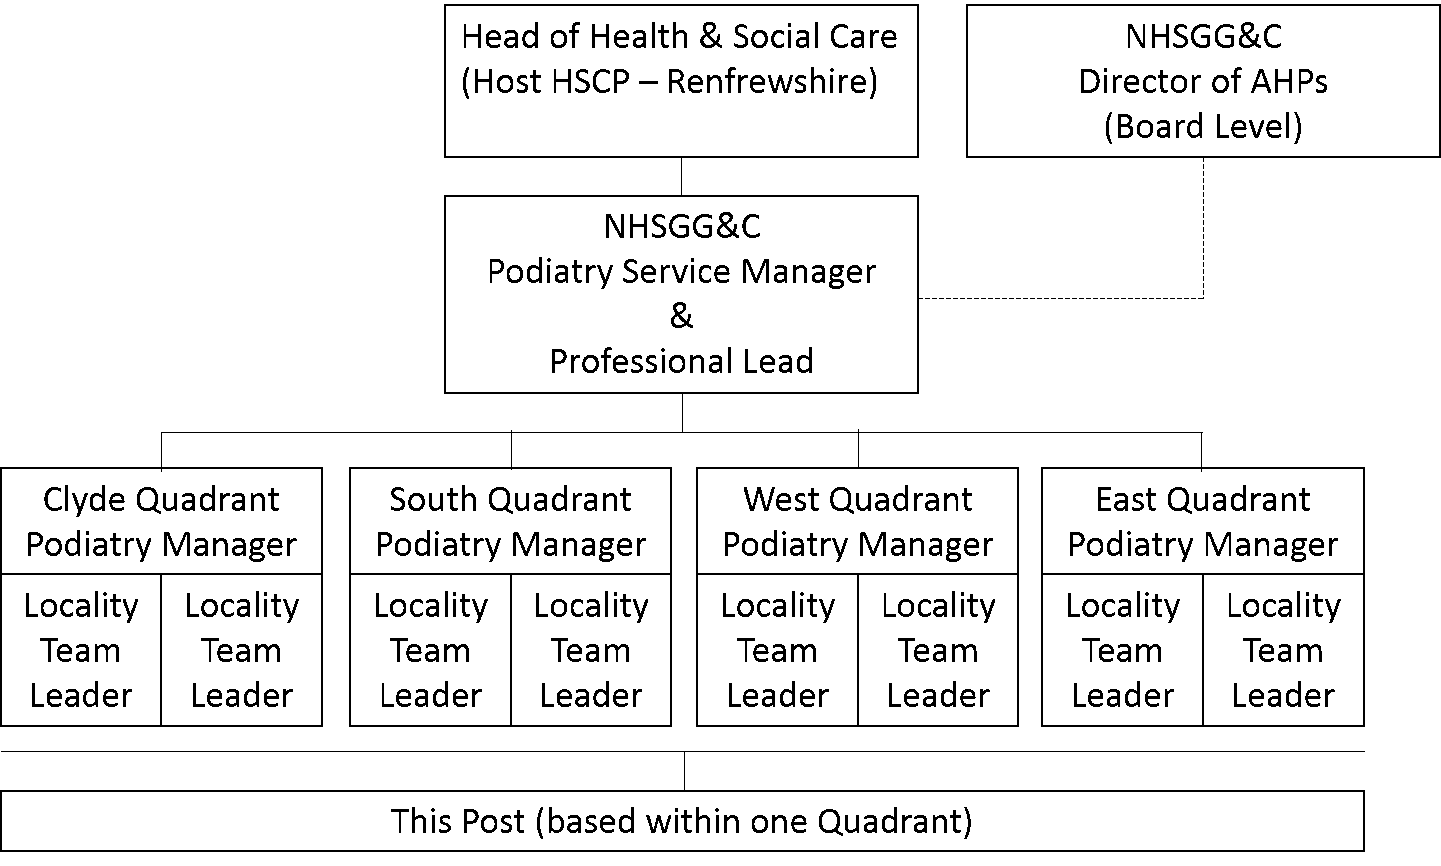 Head of Health & Social Care
(Host HSCP – Renfrewshire)
NHSGG&C
Director of AHPs
(Board Level)
NHSGG&C
Podiatry Service Manager
&
Professional Lead
Clyde Quadrant
Podiatry Manager
South Quadrant
Podiatry Manager
West Quadrant
Podiatry Manager
East Quadrant
Podiatry Manager
Locality
Team
Leader
Locality
Team
Leader
Locality
Team
Leader
Locality
Team
Leader
Locality
Team
Leader
Locality
Team
Leader
Locality
Team
Leader
Locality
Team
Leader
This Post (based within one Quadrant)